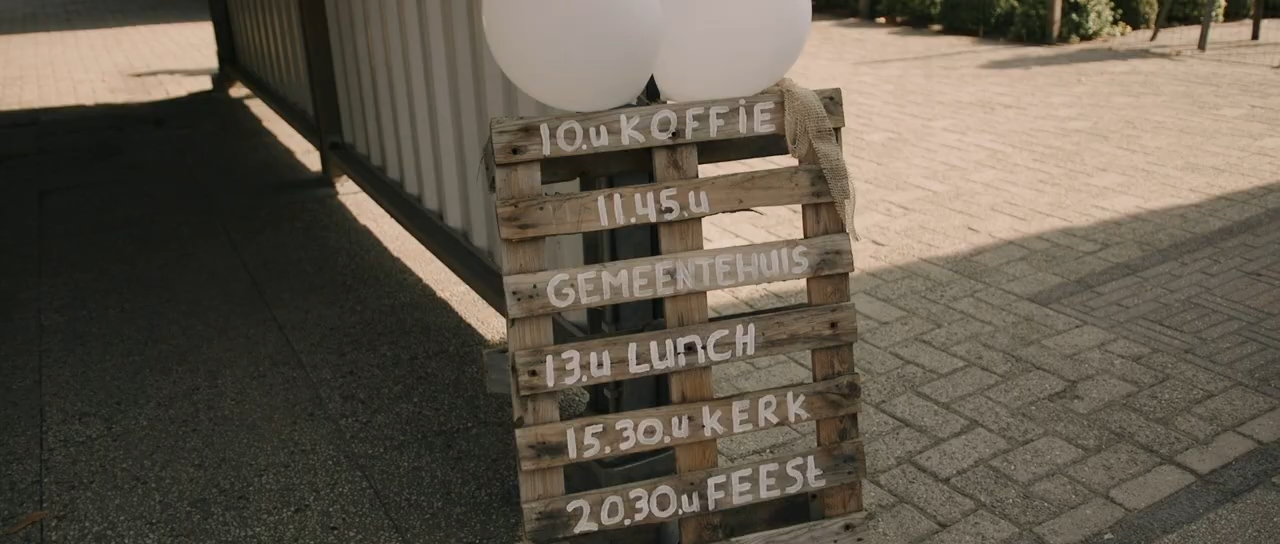 10.u KOFFiE
11.45.u
GEMEENTEHUIS
13.u LUnCH
15.30.u KERK
20.30.u FEESt